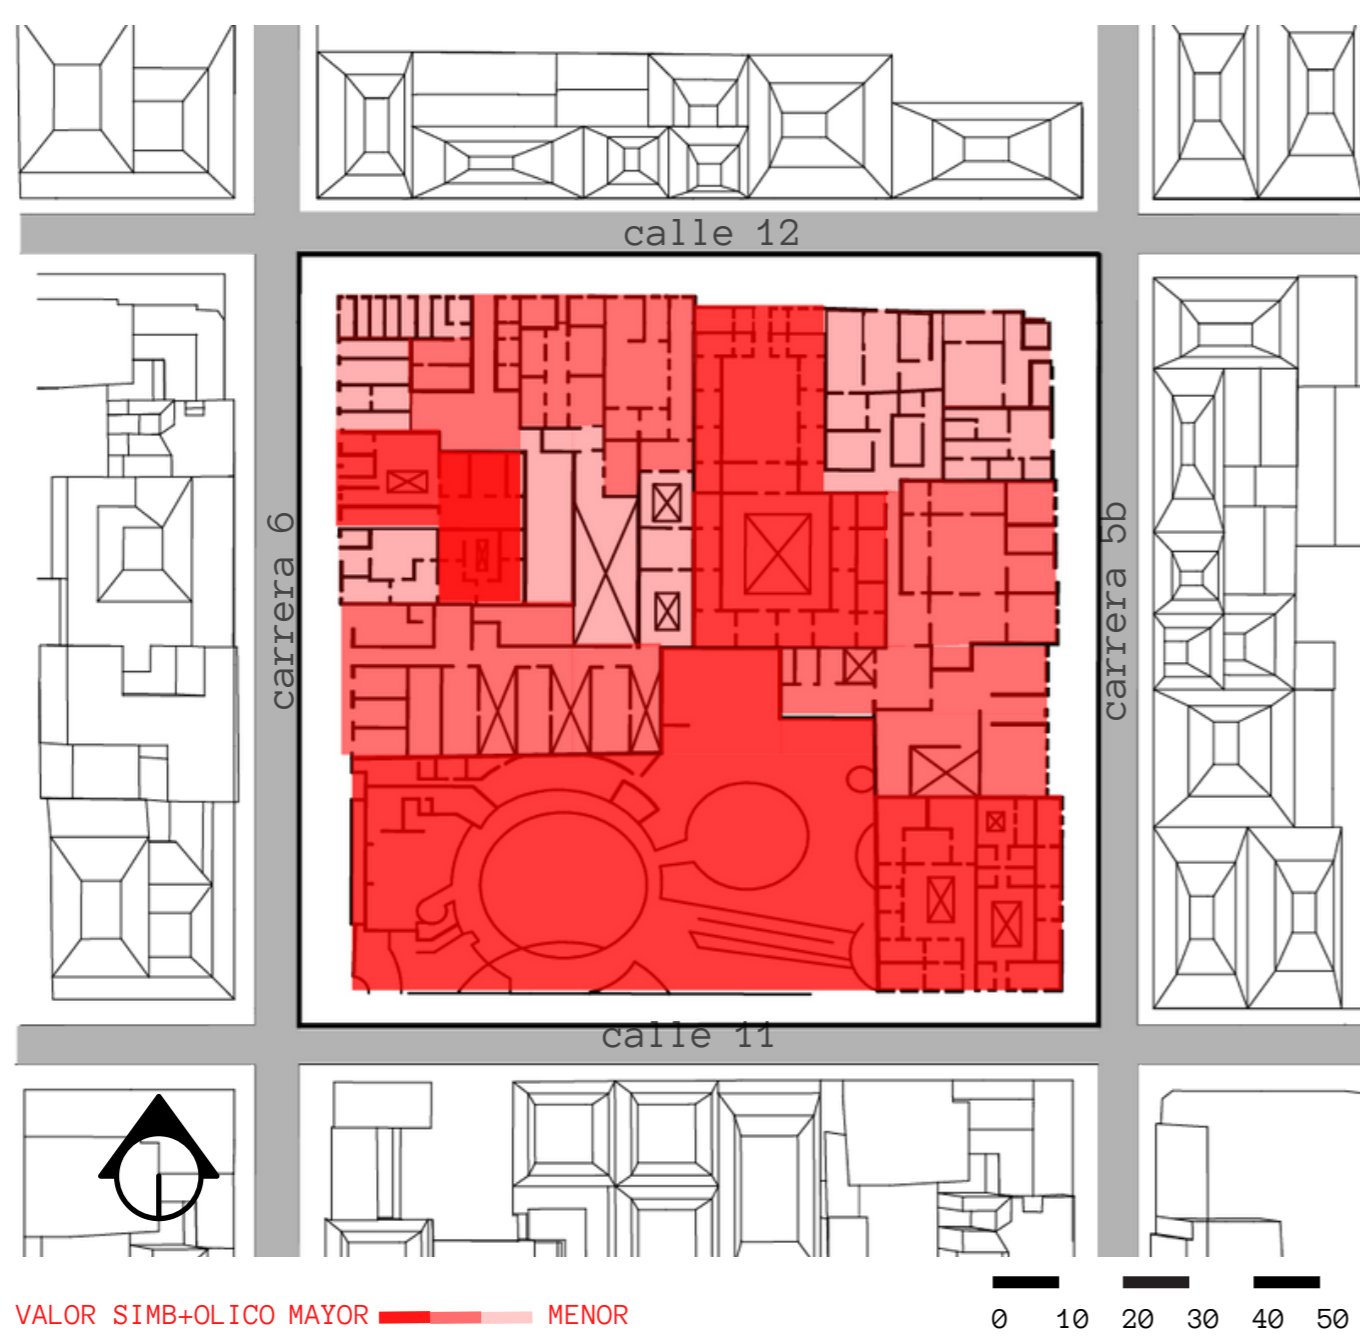 calle 12
carrera 6
carrera 5b
calle 11
VALOR SIMB+OLICO MAYOR MENOR
0 10 20 30 40 50